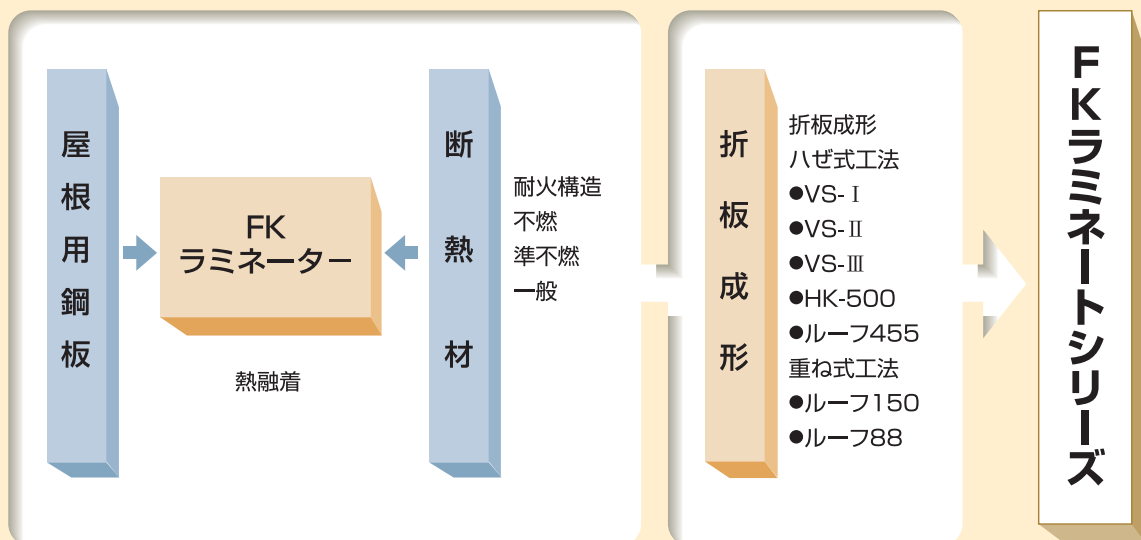 屋根用鋼板
FK
ラミネーター
熱融着
断熱材
耐火構造
不燃
準不燃
一般
折板成形
折板成形
ハゼ式工法
●VS-Ⅰ
●VS-Ⅱ
●VS-Ⅲ
●HK-500
●ルーフ455
重ね式工法
●ルーフ150
●ルーフ88
FKラミネートシリーズ